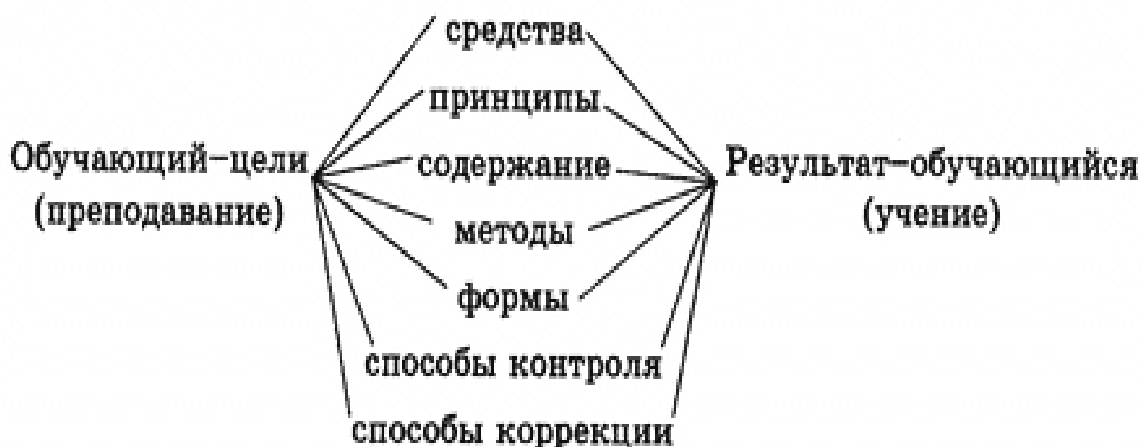 средства
принципы
Обучающий-цели
(преподавание)
содержание
методы
формы
способы контроля
способы коррекции
Результат-обучающийся
(учение)